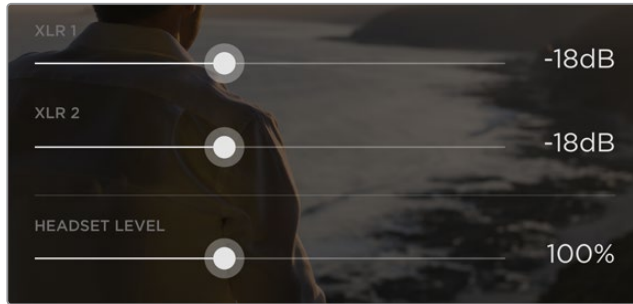 XLR 1
-18dB
XLR 2
-18dB
HEADSET LEVEL
100%